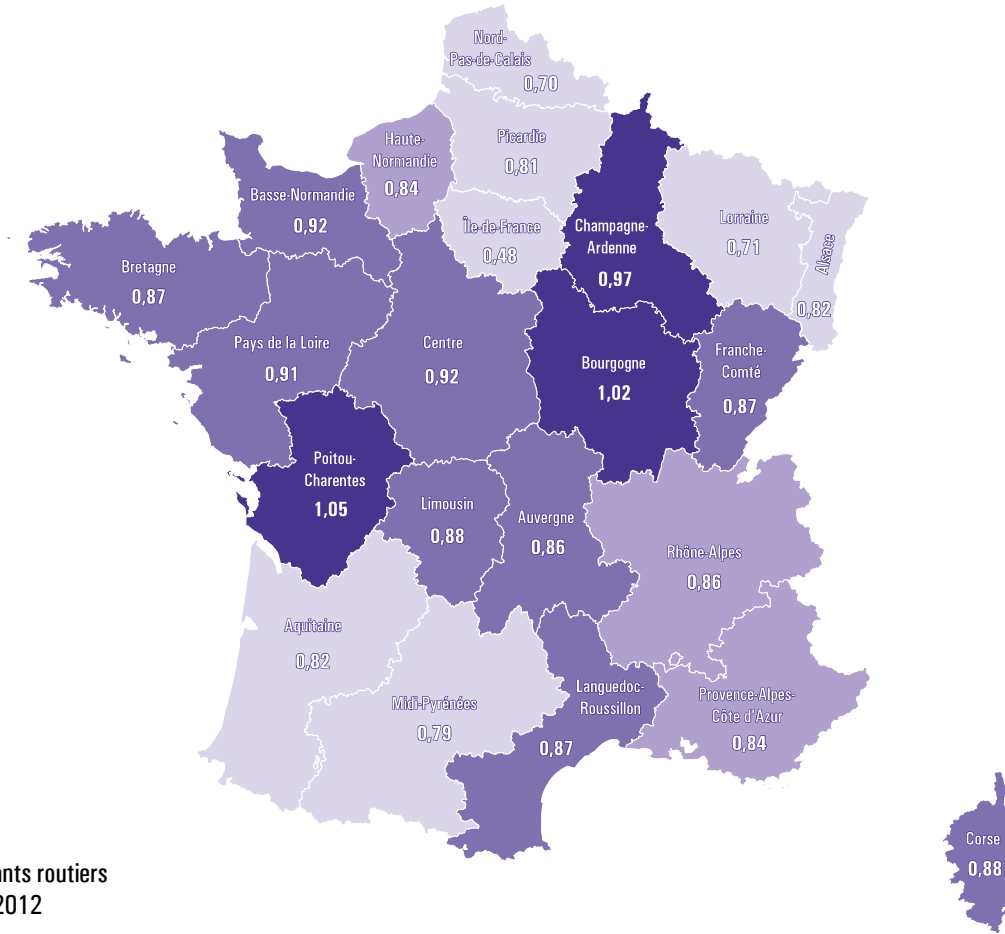 Nord-
Pas-de-Calais
0,70
Picardie
0,81
Haute-
Normandie
0,84
Basse-Normandie
0,92
Île-de-France
0,48
Champagne-
Ardenne
0,97
Lorraine
0,71
Alsace
0,82
Bretagne
0,87
Pays de la Loire
0,91
Centre
0,92
Bourgogne
1,02
Franche-
Comté
0,87
Poitou-
Charentes
1,05
Limousin
0,88
Auvergne
0,86
Rhône-Alpes
0,86
Aquitaine
0,82
Midi-Pyrénées
0,79
Languedoc-
Roussillon
0,87
Provence-Alpes-
Côte d'Azur
0,84
Corse
0,88
routiers
2012